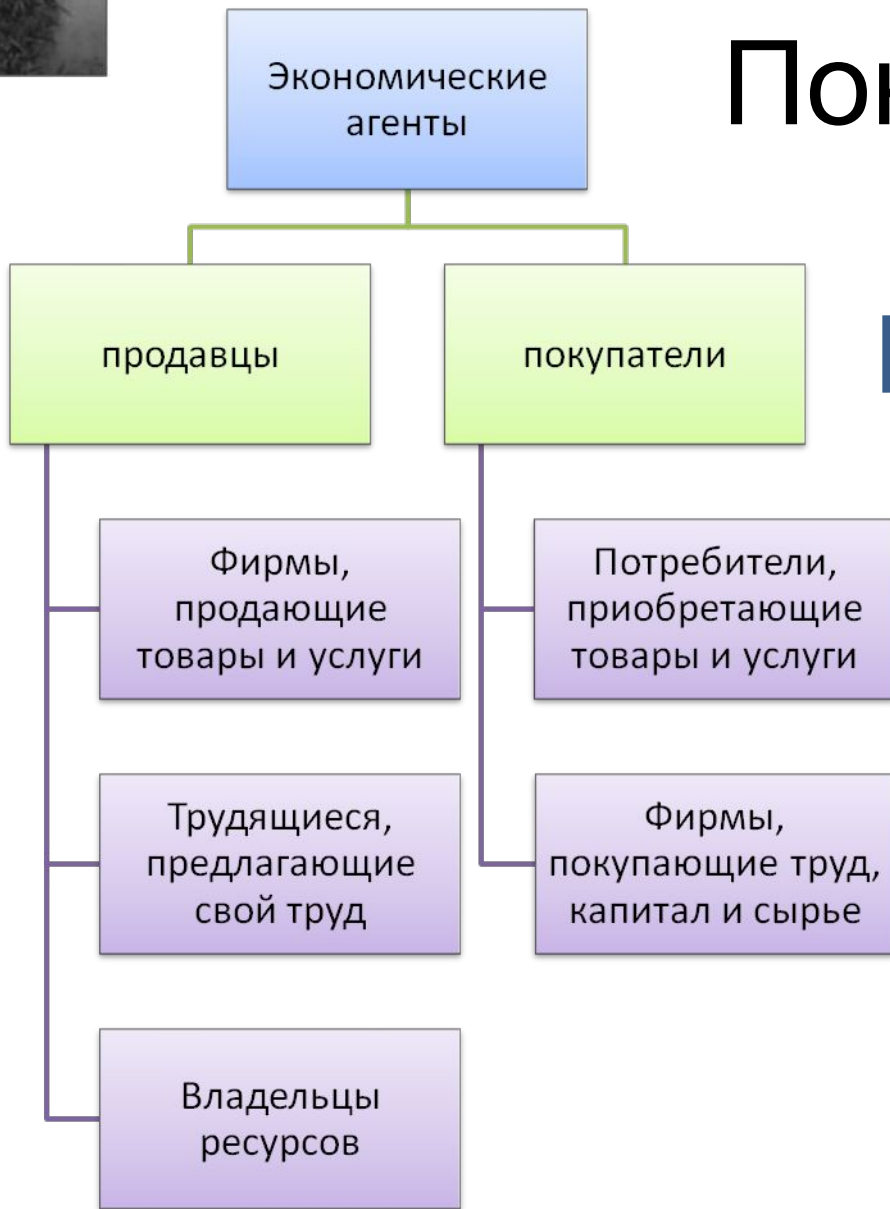 Экономические
агенты
Пок
продавцы
покупатели
Фирмы,
продающие
товары и услуги
Потребители,
приобретающие
товары и услуги
Трудящиеся,
предлагающие
свой труд
Фирмы,
покупающие труд,
капитал и сырье
Владельцы
ресурсов